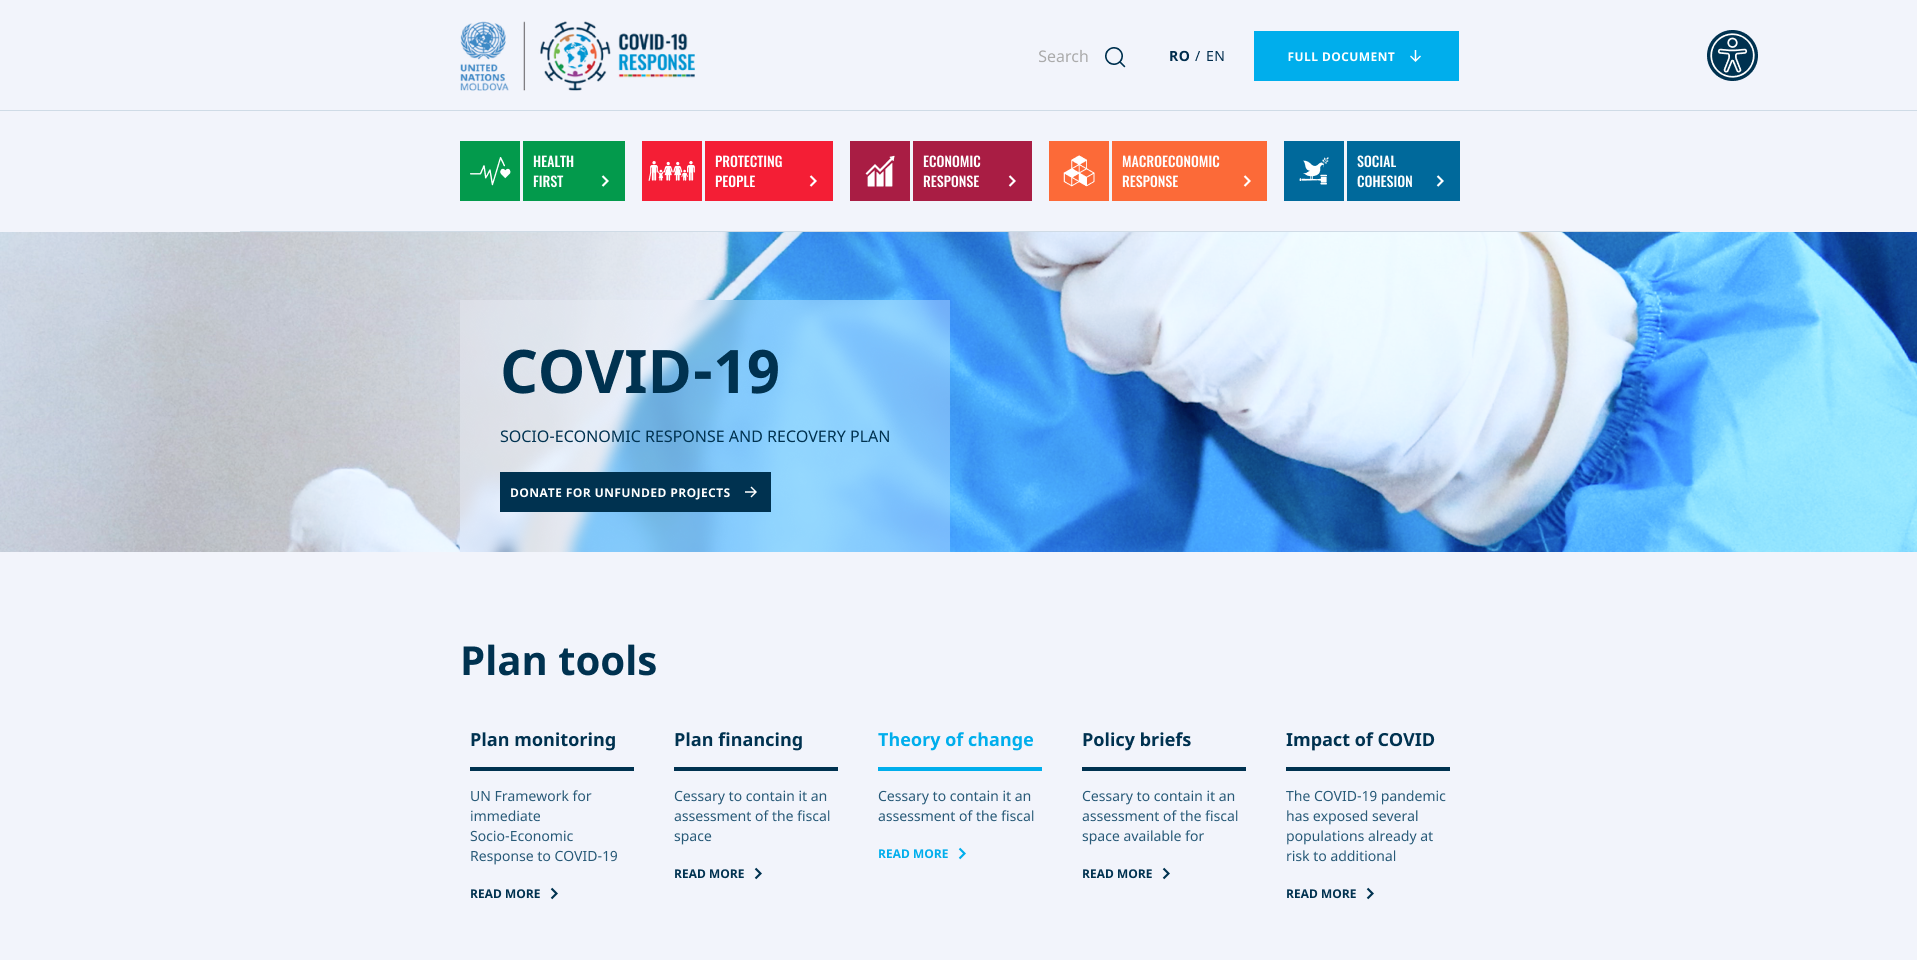 UNITED
NATIONS
MOLDOVA
COVID-19
RESPONSE
Search
RO / EN
FULL DOCUMENT
HEALTH
FIRST
PROTECTING
PEOPLE
ECONOMIC
RESPONSE
MACROECONOMIC
RESPONSE
SOCIAL
COHESION
COVID-19
SOCIO-ECONOMIC RESPONSE AND RECOVERY PLAN
DONATE FOR UNFUNDED PROJECTS
Plan tools
Plan monitoring
UN Framework for
immediate
Socio-Economic
Response to COVID-19
READ MORE
Plan financing
Cessary to contain it an
assessment of the fiscal
space
READ MORE
Theory of change
Cessary to contain it an
assessment of the fiscal
READ MORE
Policy briefs
Cessary to contain it an
assessment of the fiscal
space available for
READ MORE
Impact of COVID
The COVID-19 pandemic
has exposed several
populations already at
risk to additional
READ MORE